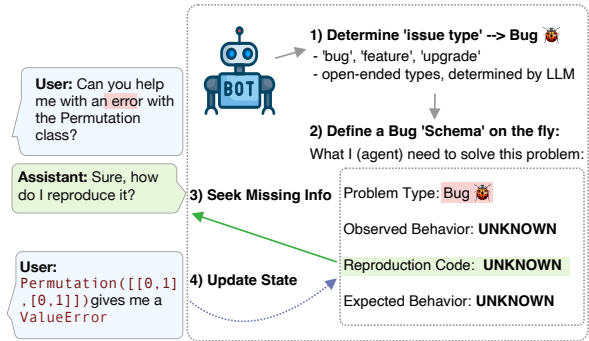 User: Can you help
me with an error with
the Permutation
class?
Assistant: Sure, how
do I reproduce it?
User:
Permutation([[0,1]
,[0,1]])gives me a
ValueError
BOT
1) Determine 'issue type' --> Bug 🐞
- 'bug', 'feature', 'upgrade'
- open-ended types, determined by LLM
2) Define a Bug 'Schema' on the fly:
What I (agent) need to solve this problem:
3) Seek Missing Info
4) Update State
Problem Type: Bug 🐞
Observed Behavior: UNKNOWN
Reproduction Code: UNKNOWN
Expected Behavior: UNKNOWN